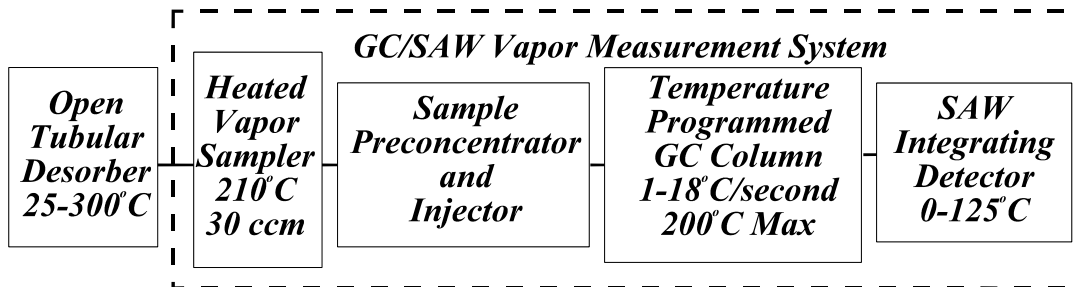 GC/SAW Vapor Measurement System
Open
Tubular
Desorber
25-300°C
Heated
Vapor
Sampler
210°C
30 ccm
Sample
Preconcentrator
and
Injector
Temperature
Programmed
GC Column
1-18°C/second
200°C Max
SAW
Integrating
Detector
0-125°C